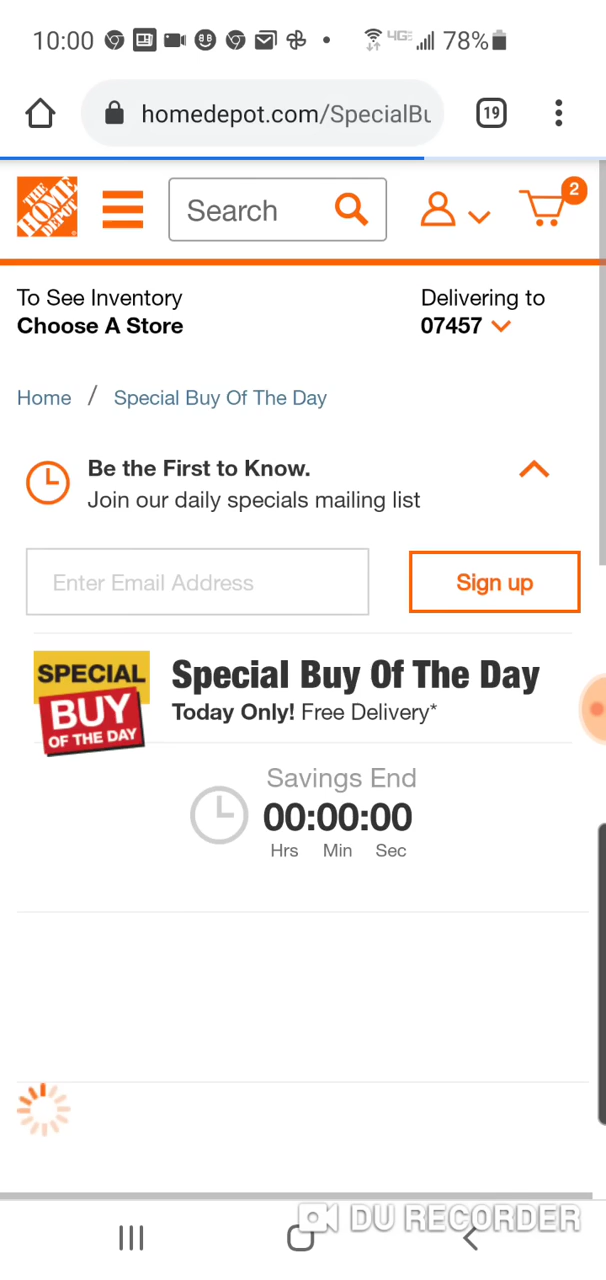 10:00 4GE 78%
homedepot.com/SpecialBu
19
THE HOME DEPOT
Search
2
To See Inventory
Choose A Store
Delivering to
07457
Home / Special Buy Of The Day
Be the First to Know.
Join our daily specials mailing list
Enter Email Address
Sign up
SPECIAL
BUY
OF THE DAY
Special Buy Of The Day
Today Only! Free Delivery*
Savings End
00:00:00
Hrs Min Sec
DU RECORDER